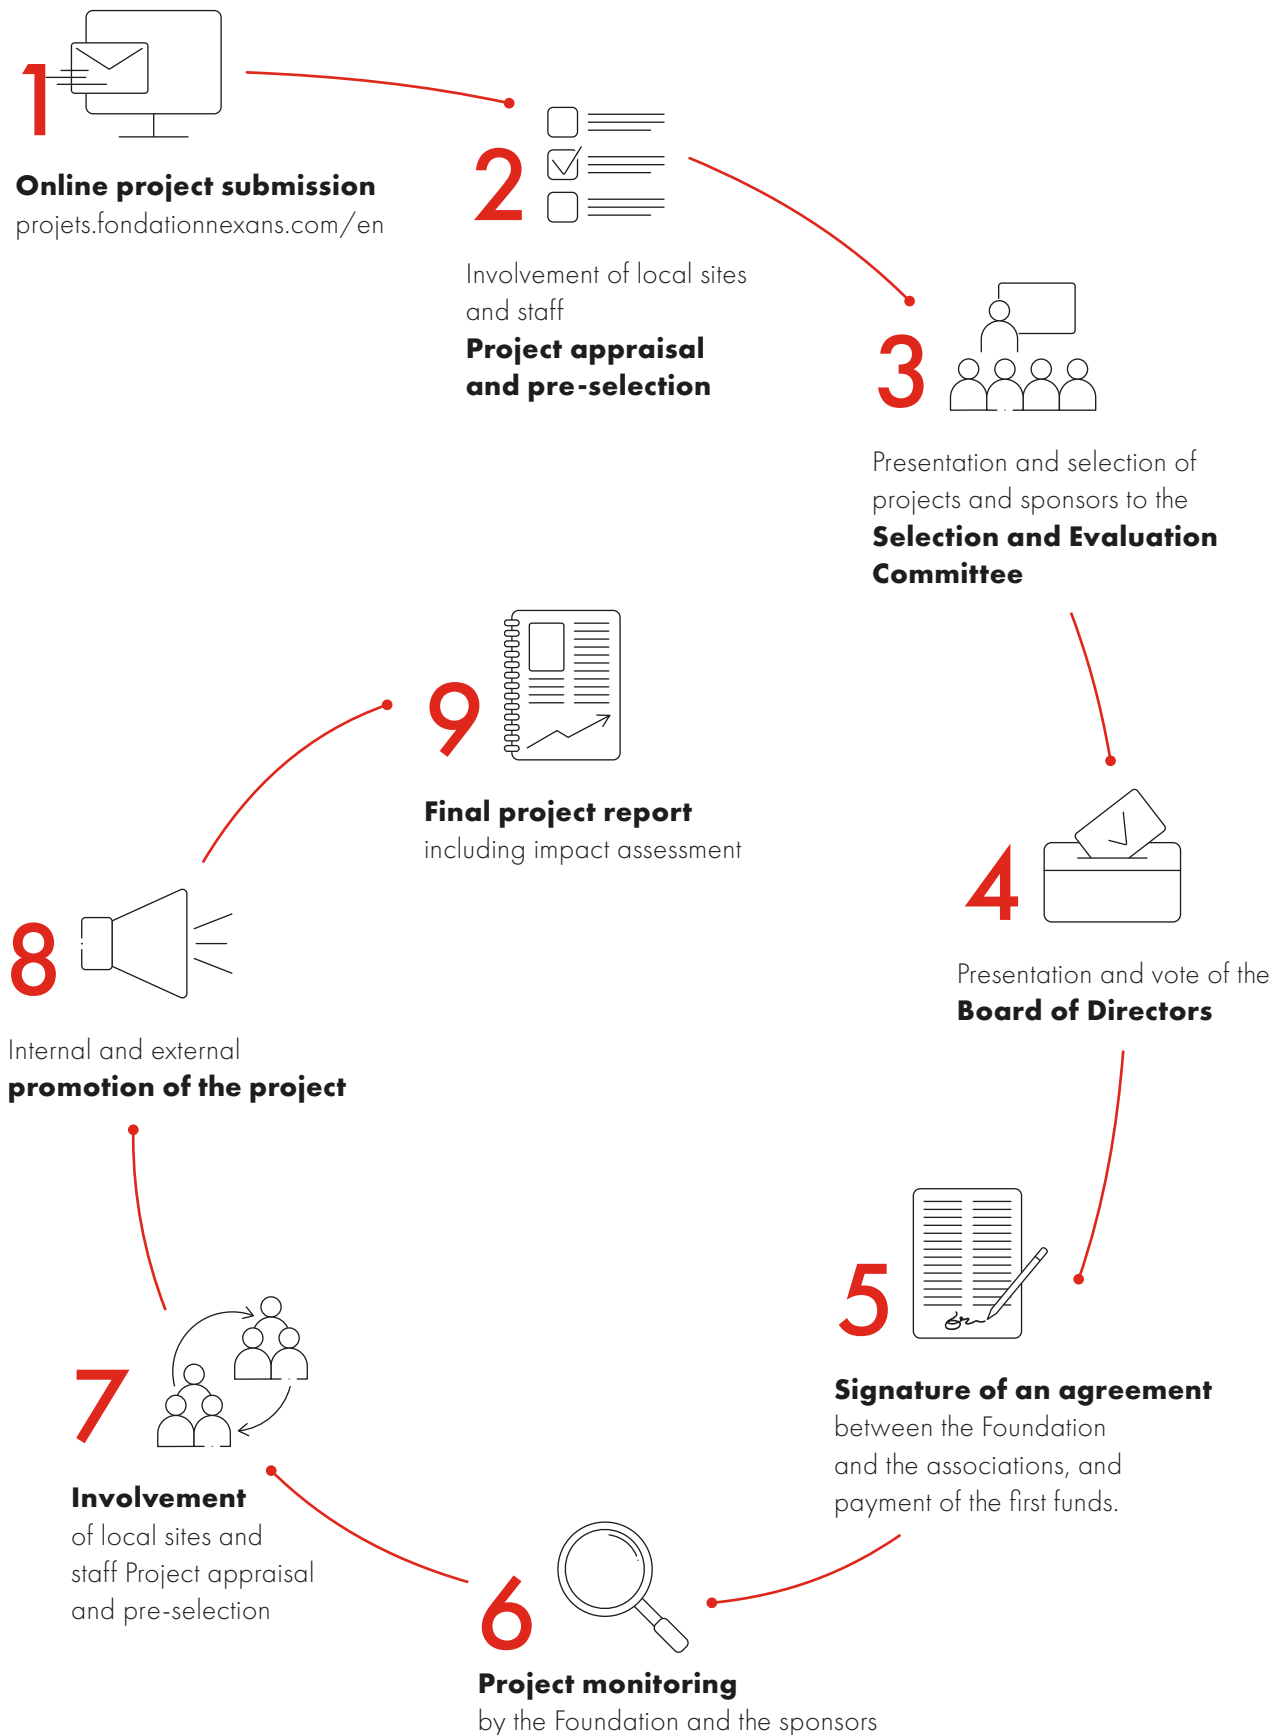 1
Online project submission
projets.fondationnexans.com/en
2
Involvement of local sites
and staff
Project appraisal
and pre-selection
3
Presentation and selection of
projects and sponsors to the
Selection and Evaluation
Committee
4
Presentation and vote of the
Board of Directors
5
Signature of an agreement
between the Foundation
and the associations, and
payment of the first funds.
6
Project monitoring
by the Foundation and the sponsors
7
Involvement
of local sites and
staff Project appraisal
and pre-selection
8
Internal and external
promotion of the project
9
Final project report
including impact assessment